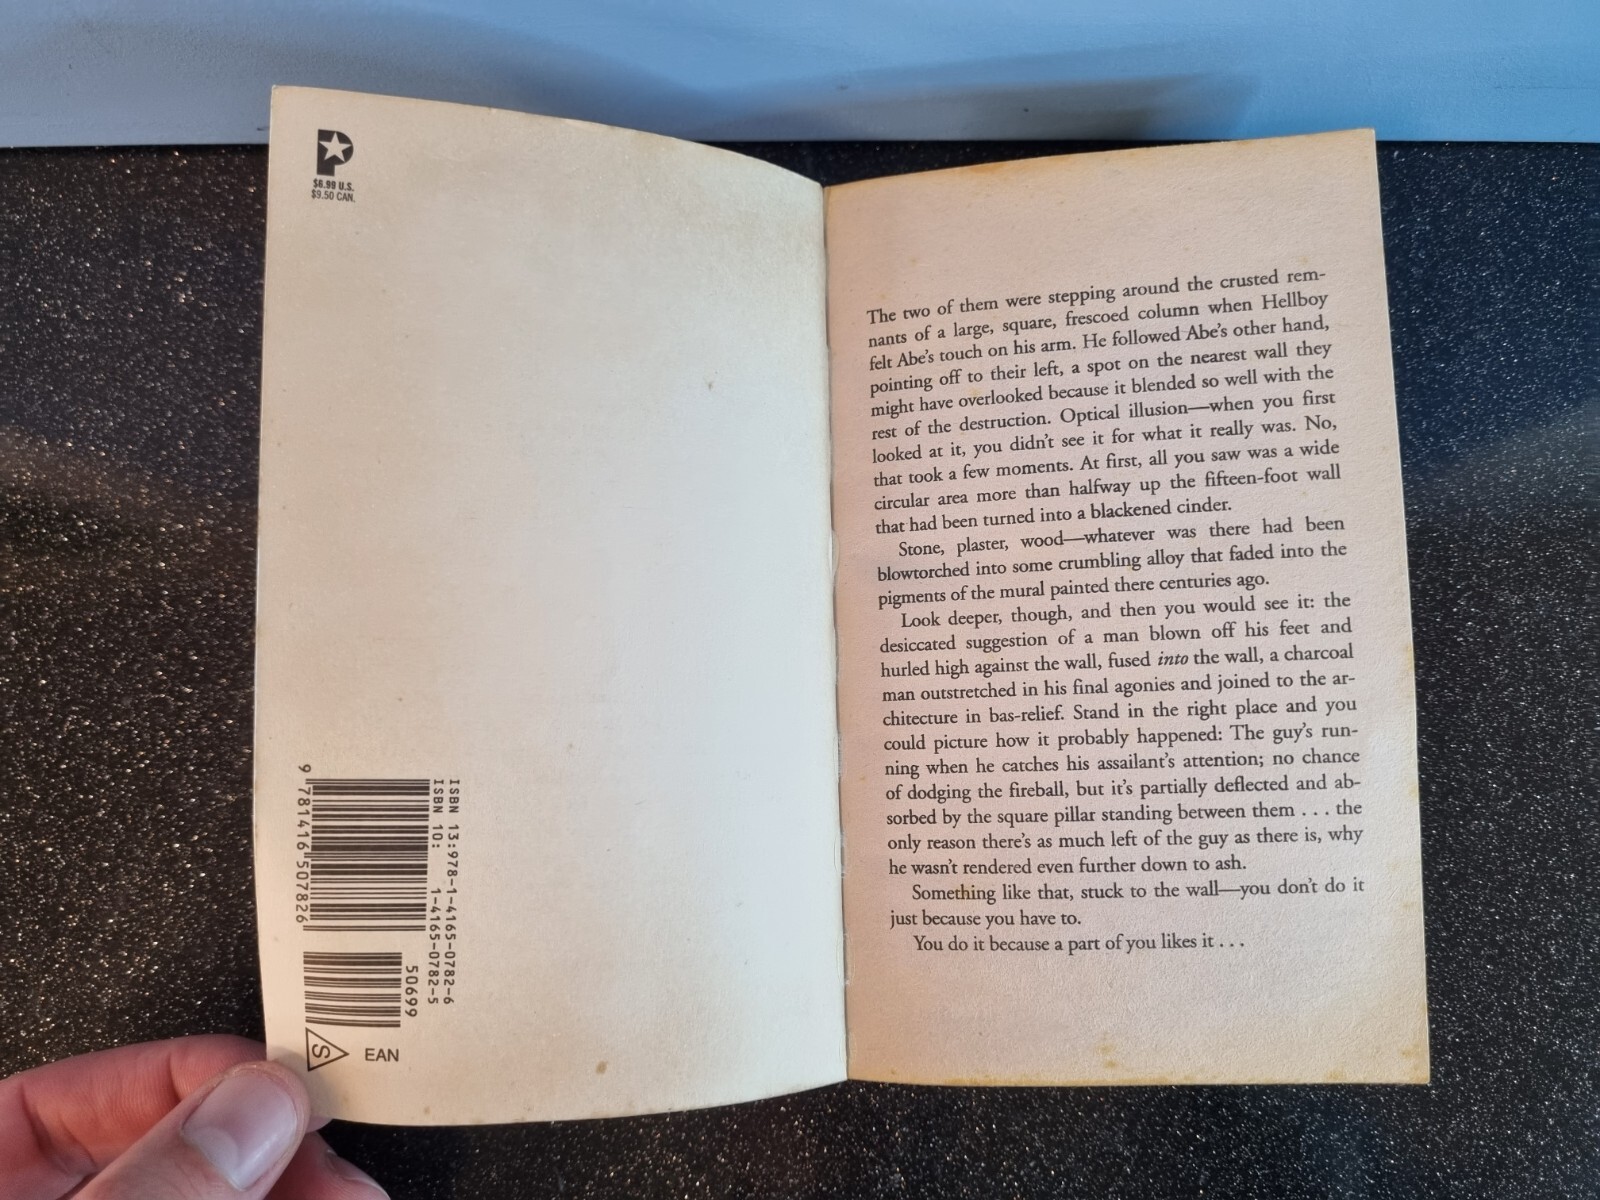 P
$6.99 U.S.
$9.50 CAN.
ISBN 13:978-1-4165-0782-6
ISBN 10: 1-4165-0782-5
9 781416 507826
50699
S
EAN
The two of them were stepping around the crusted rem-
nants of a large, square, frescoed column when Hellboy
felt Abe's touch on his arm. He followed Abe's other hand,
pointing off to their left, a spot on the nearest wall they
might have overlooked because it blended so well with the
rest of the destruction. Optical illusion—when you first
looked at it, you didn't see it for what it really was. No,
that took a few moments. At first, all you saw was a wide
circular area more than halfway up the fifteen-foot wall
that had been turned into a blackened cinder.
Stone, plaster, wood—whatever was there had been
blowtorched into some crumbling alloy that faded into the
pigments of the mural painted there centuries ago.
Look deeper, though, and then you would see it: the
desiccated suggestion of a man blown off his feet and
hurled high against the wall, fused into the wall, a charcoal
man outstretched in his final agonies and joined to the ar-
chitecture in bas-relief. Stand in the right place and you
could picture how it probably happened: The guy's run-
ning when he catches his assailant's attention; no chance
of dodging the fireball, but it's partially deflected and ab-
sorbed by the square pillar standing between them . . . the
only reason there's as much left of the guy as there is, why
he wasn't rendered even further down to ash.
Something like that, stuck to the wall—you don't do it
just because you have to.
You do it because a part of you likes it . . .